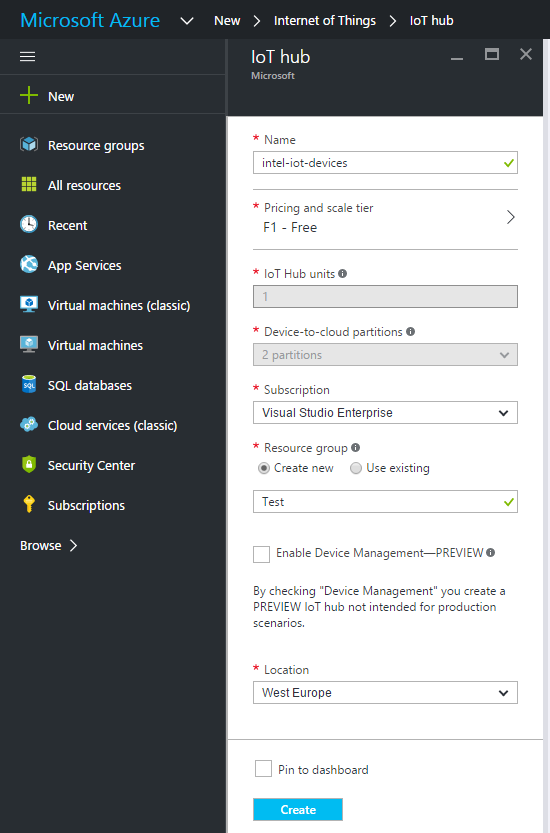 Microsoft Azure New > Internet of Things > IoT hub
IoT hub
Microsoft
New
Resource groups
All resources
Recent
App Services
Virtual machines (classic)
Virtual machines
SQL databases
Cloud services (classic)
Security Center
Subscriptions
Browse >
* Name
intel-iot-devices
* Pricing and scale tier
F1 - Free
* IoT Hub units
1
* Device-to-cloud partitions
2 partitions
* Subscription
Visual Studio Enterprise
* Resource group
Create new Use existing
Test
Enable Device Management—PREVIEW
By checking "Device Management" you create a
PREVIEW IoT hub not intended for production
scenarios.
* Location
West Europe
Pin to dashboard
Create